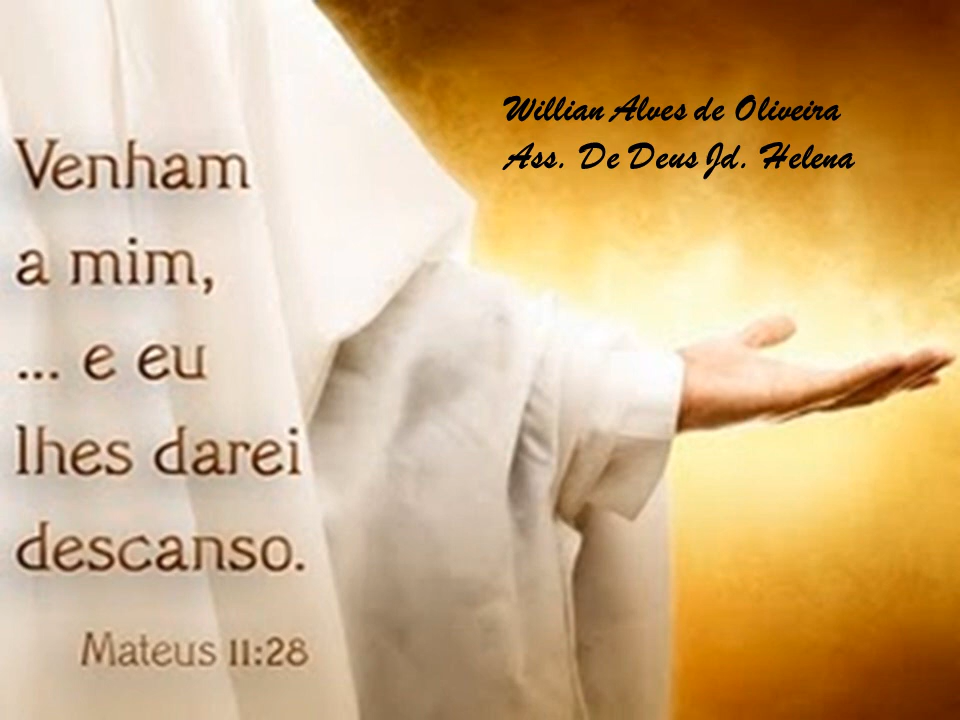 Venham
a mim,
... e eu
lhes darei
descanso.
Mateus 11:28
Willian Alves de Oliveira
Ass. De Deus Jd. Helena